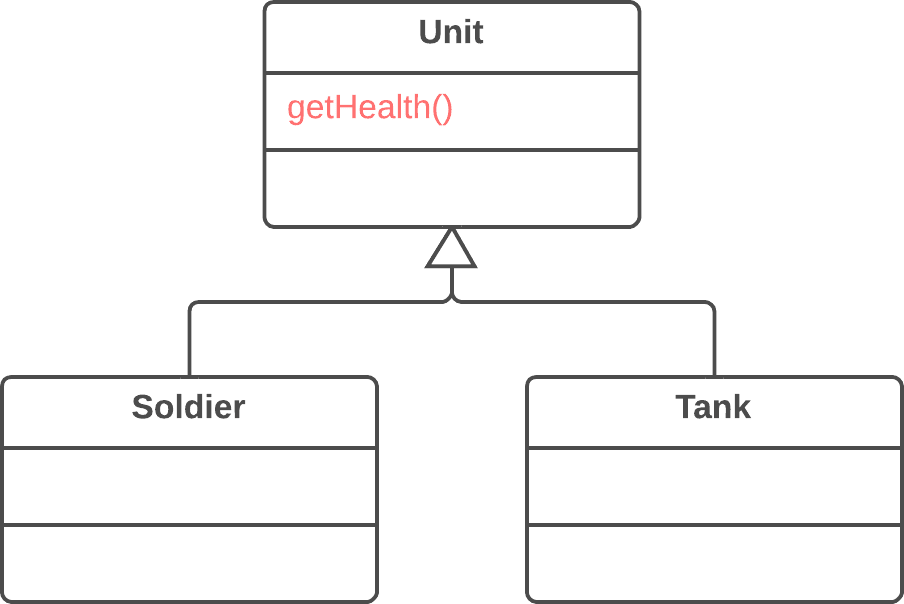 Unit
getHealth()
Soldier
Tank